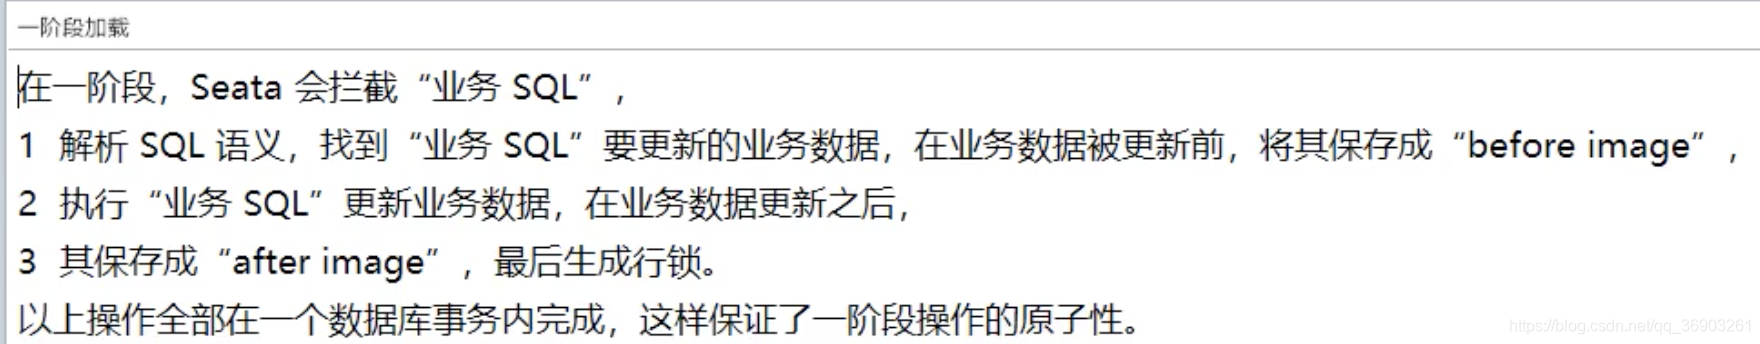 一阶段加载
在一阶段，Seata 会拦截“业务 SQL”，
1 解析 SQL 语义，找到“业务 SQL”要更新的业务数据，在业务数据被更新前，将其保存成“before image”，
2 执行“业务 SQL”更新业务数据，在业务数据更新之后，
3 其保存成“after image”，最后生成行锁。
以上操作全部在一个数据库事务内完成，这样保证了一阶段操作的原子性。
https://blog.csdn.net/qq_36903261